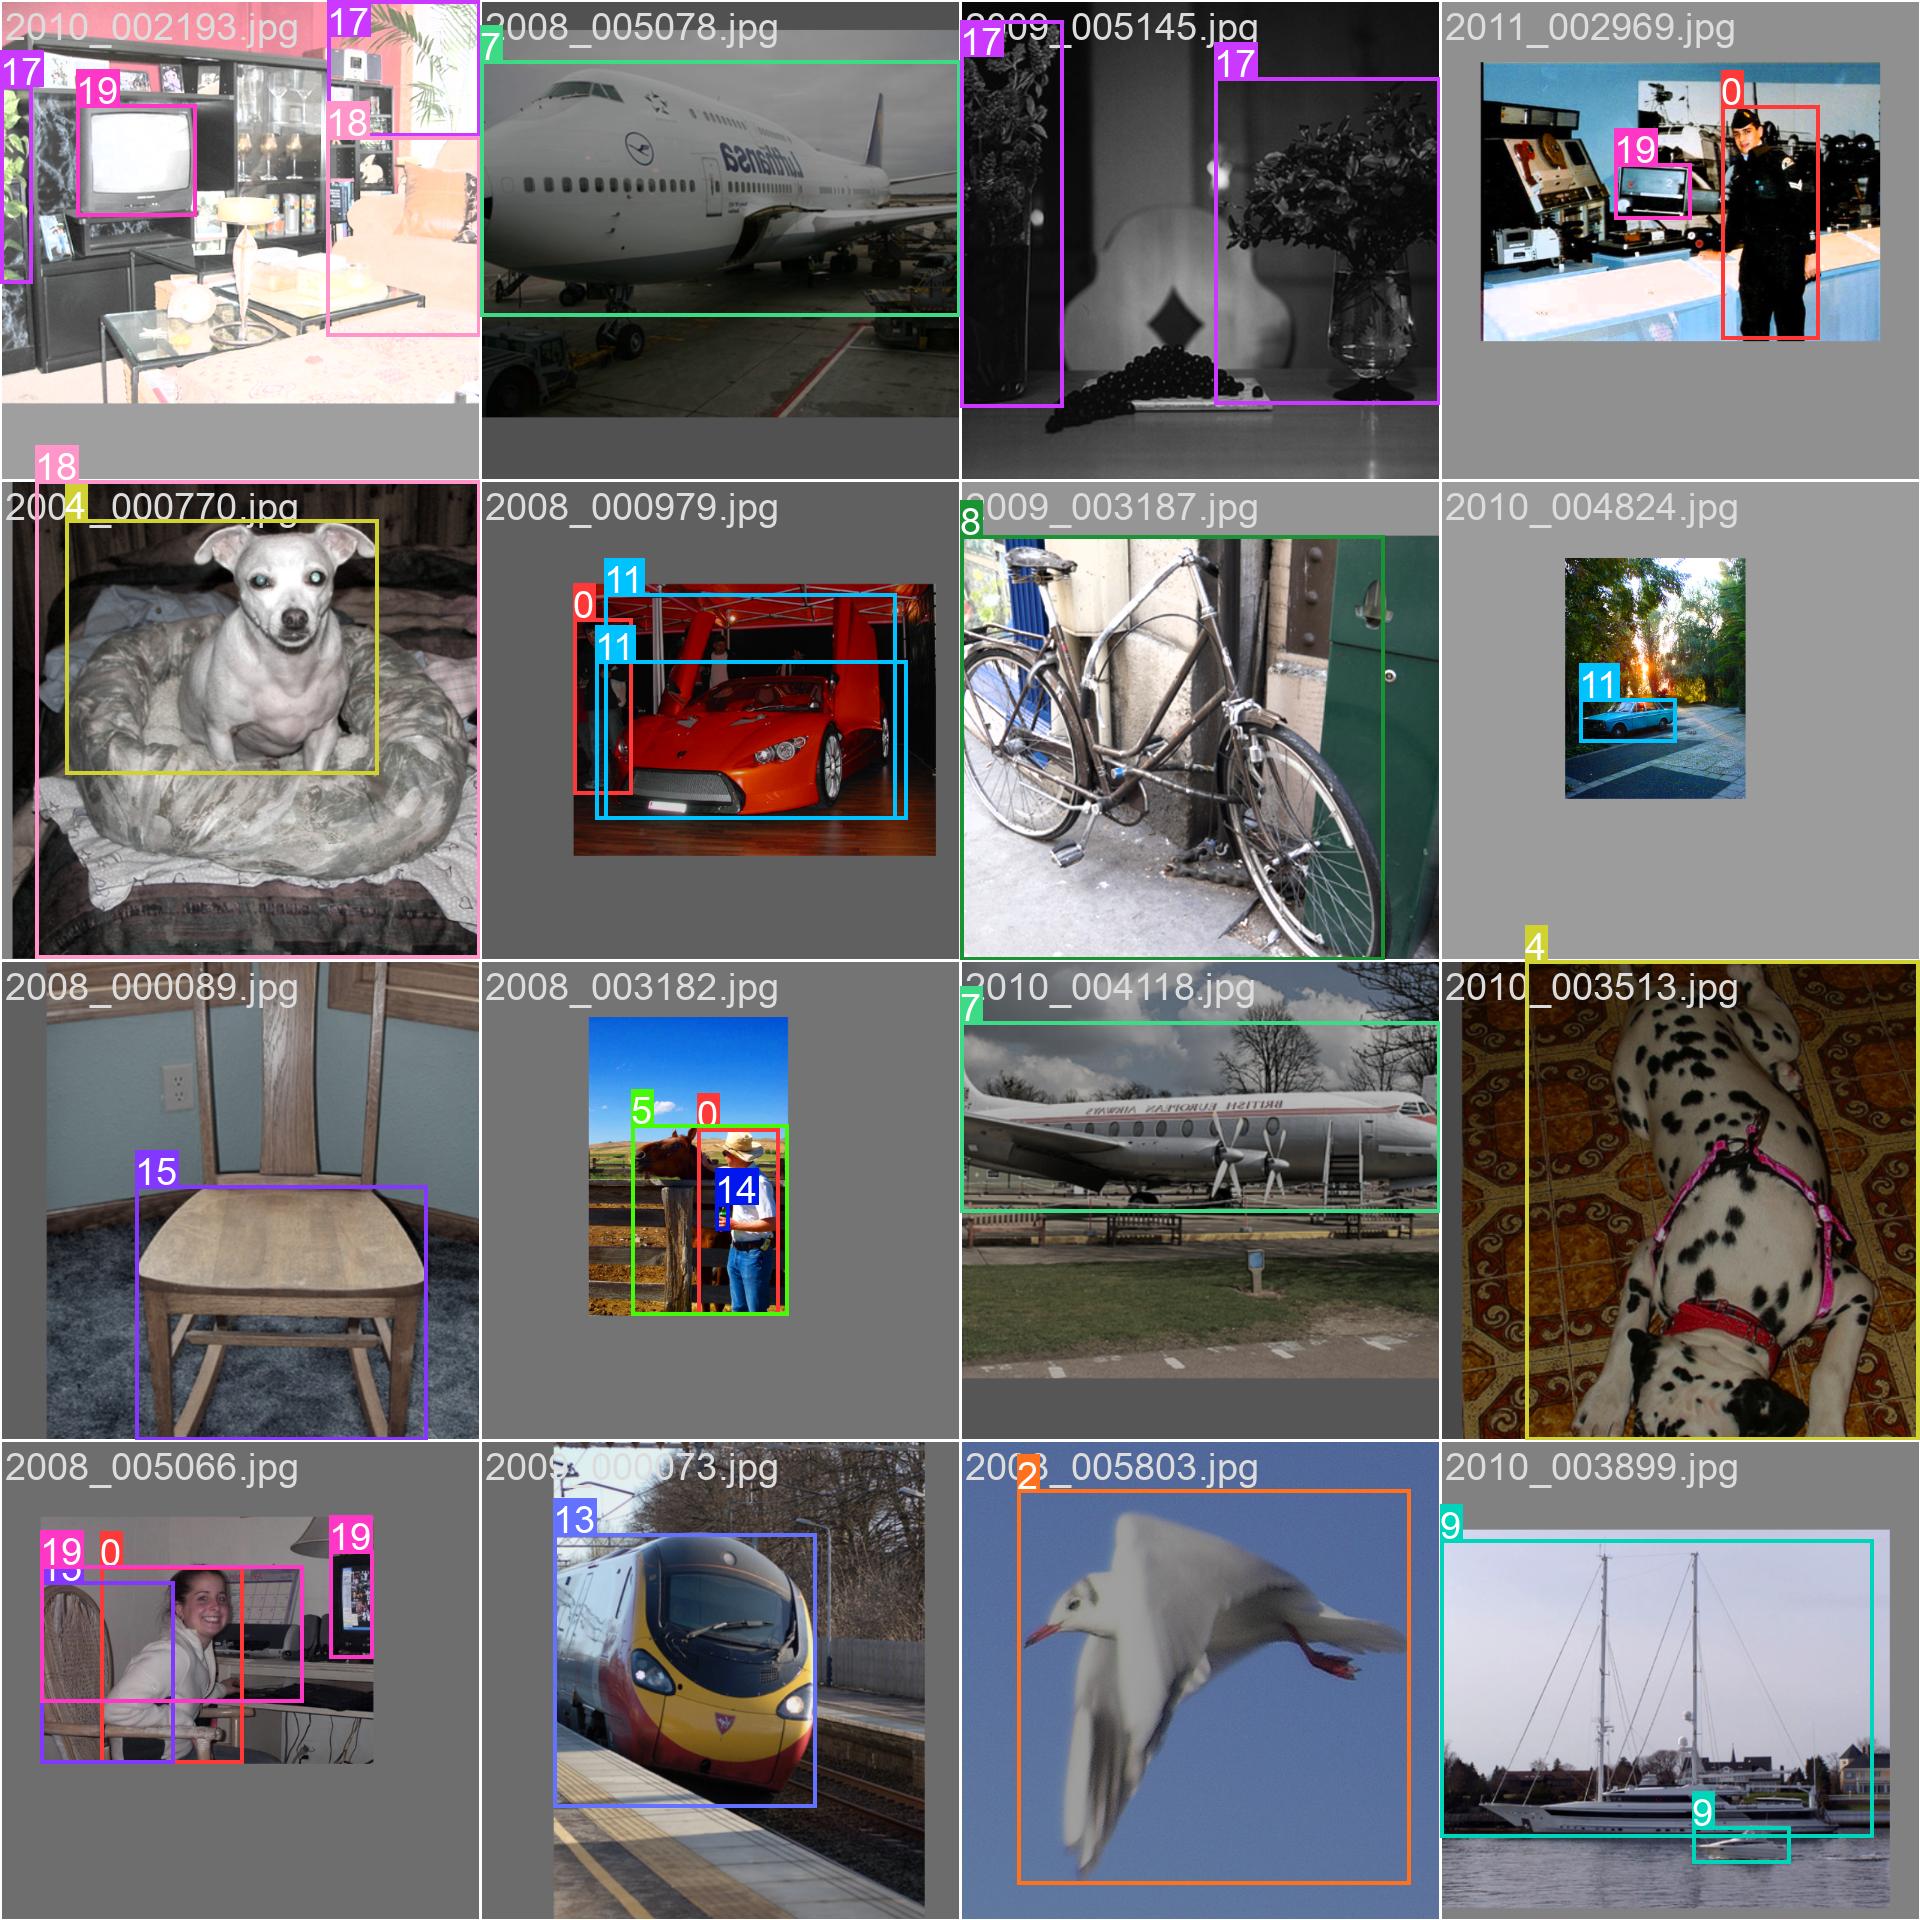 2010_002193.jpg
17
17
19
18
2008_005078.jpg
7
Lufthansa
2009_005145.jpg
17
17
2011_002969.jpg
0
19
18
2004_000770.jpg
4
2008_000979.jpg
11
0
11
2009_003187.jpg
8
2010_004824.jpg
11
2008_000089.jpg
15
2008_003182.jpg
5
0
14
2010_004118.jpg
7
BRITISH EUROPEAN AIRWAYS
4
2010_003513.jpg
2008_005066.jpg
19
0
19
15
2009_000073.jpg
13
2008_005803.jpg
2
2010_003899.jpg
9
9